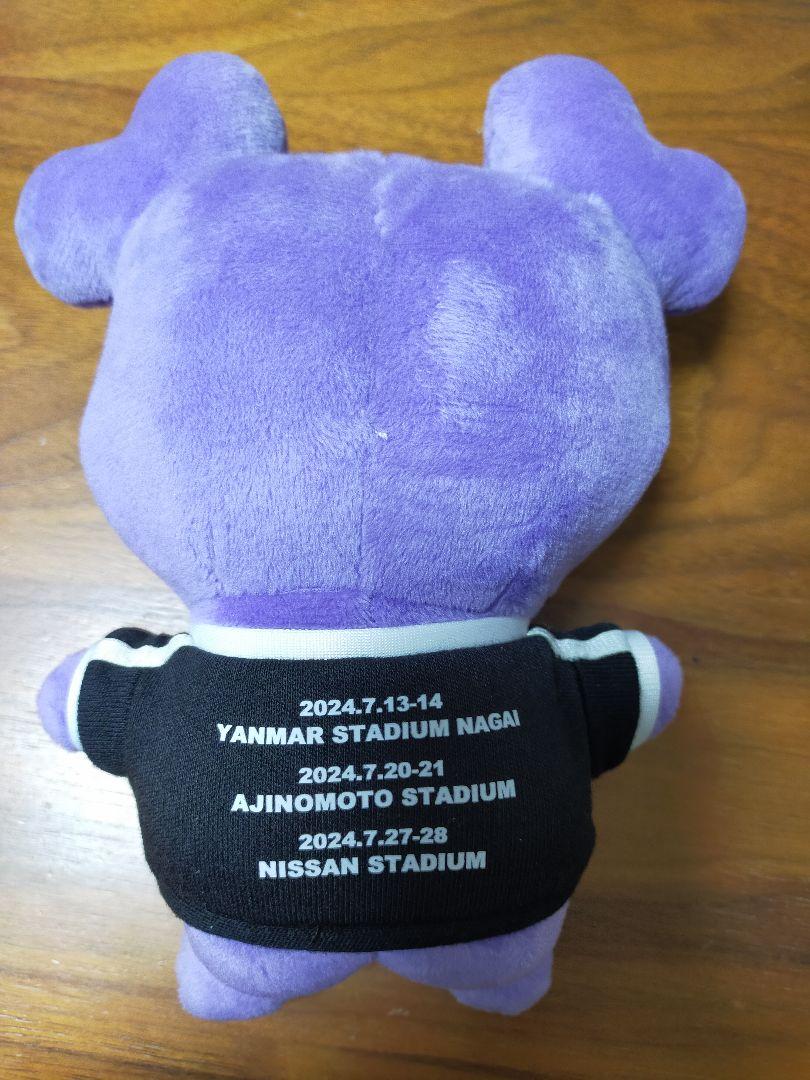 2024.7.13-14
YANMAR STADIUM NAGAI
2024.7.20-21
AJINOMOTO STADIUM
2024.7.27-28
NISSAN STADIUM